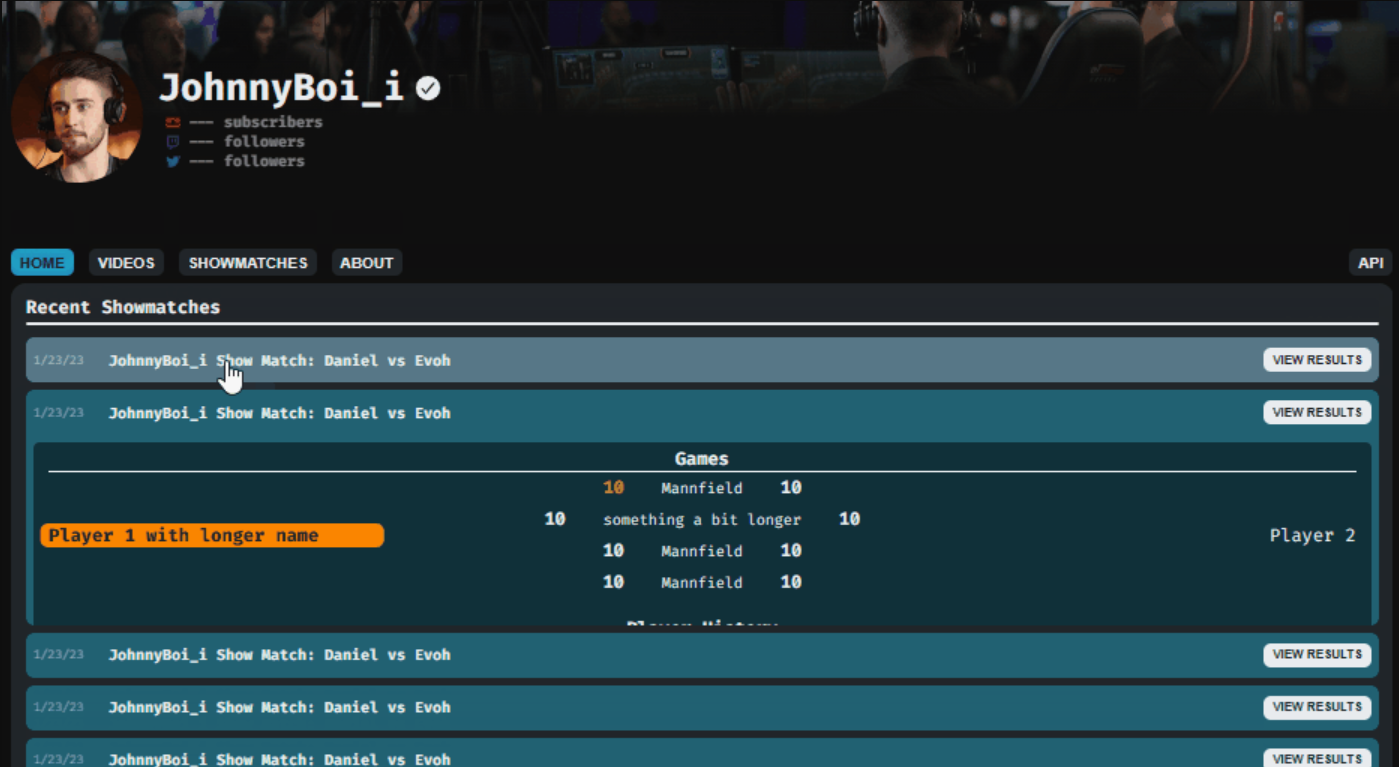 JohnnyBoi_i
--- subscribers
--- followers
--- followers
HOME VIDEOS SHOWMATCHES ABOUT API
Recent Showmatches
1/23/23 JohnnyBoi_i Show Match: Daniel vs Evoh VIEW RESULTS
1/23/23 JohnnyBoi_i Show Match: Daniel vs Evoh VIEW RESULTS
Games
10 Mannfield 10
10 something a bit longer 10
Player 1 with longer name Player 2
10 Mannfield 10
10 Mannfield 10
Player History
1/23/23 JohnnyBoi_i Show Match: Daniel vs Evoh VIEW RESULTS
1/23/23 JohnnyBoi_i Show Match: Daniel vs Evoh VIEW RESULTS
1/23/23 JohnnyBoi_i Show Match: Daniel vs Evoh VIEW RESULTS